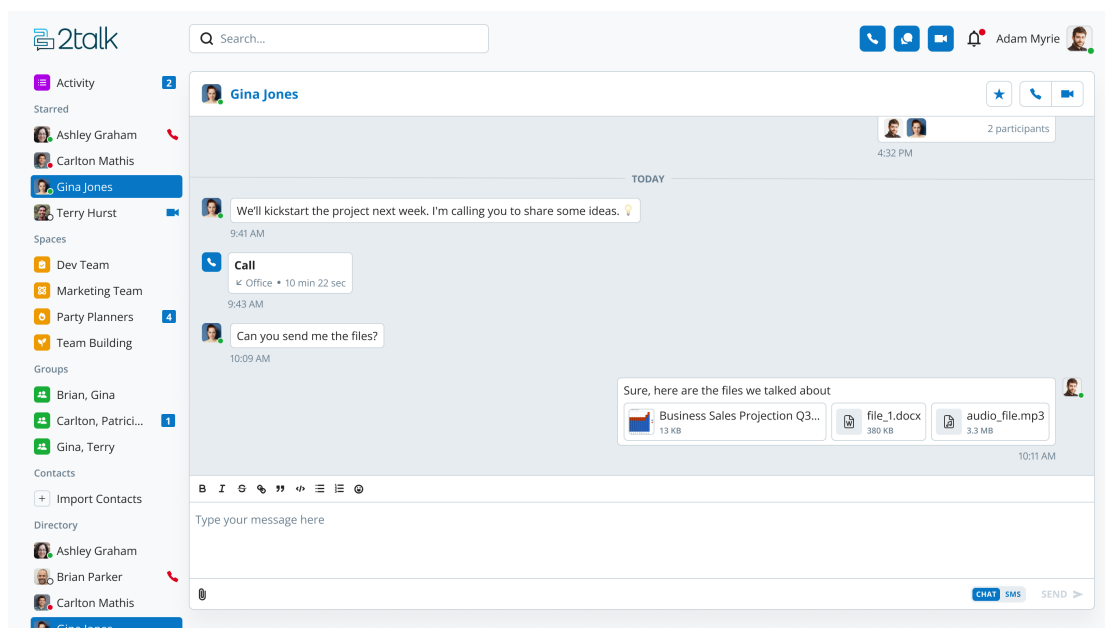 2talk
Search...
Adam Myrie
Activity 2
Starred
Ashley Graham
Carlton Mathis
Gina Jones
Terry Hurst
Spaces
Dev Team
Marketing Team
Party Planners 4
Team Building
Groups
Brian, Gina
Carlton, Patrici... 1
Gina, Terry
Contacts
Import Contacts
Directory
Ashley Graham
Brian Parker
Carlton Mathis
Gina Jones
Gina Jones
2 participants
4:32 PM
TODAY
We'll kickstart the project next week. I'm calling you to share some ideas.
9:41 AM
Call
Office • 10 min 22 sec
9:43 AM
Can you send me the files?
10:09 AM
Sure, here are the files we talked about
Business Sales Projection Q3...
13 KB
file_1.docx
380 KB
audio_file.mp3
3.3 MB
10:11 AM
B I S
Type your message here
CHAT SMS SEND